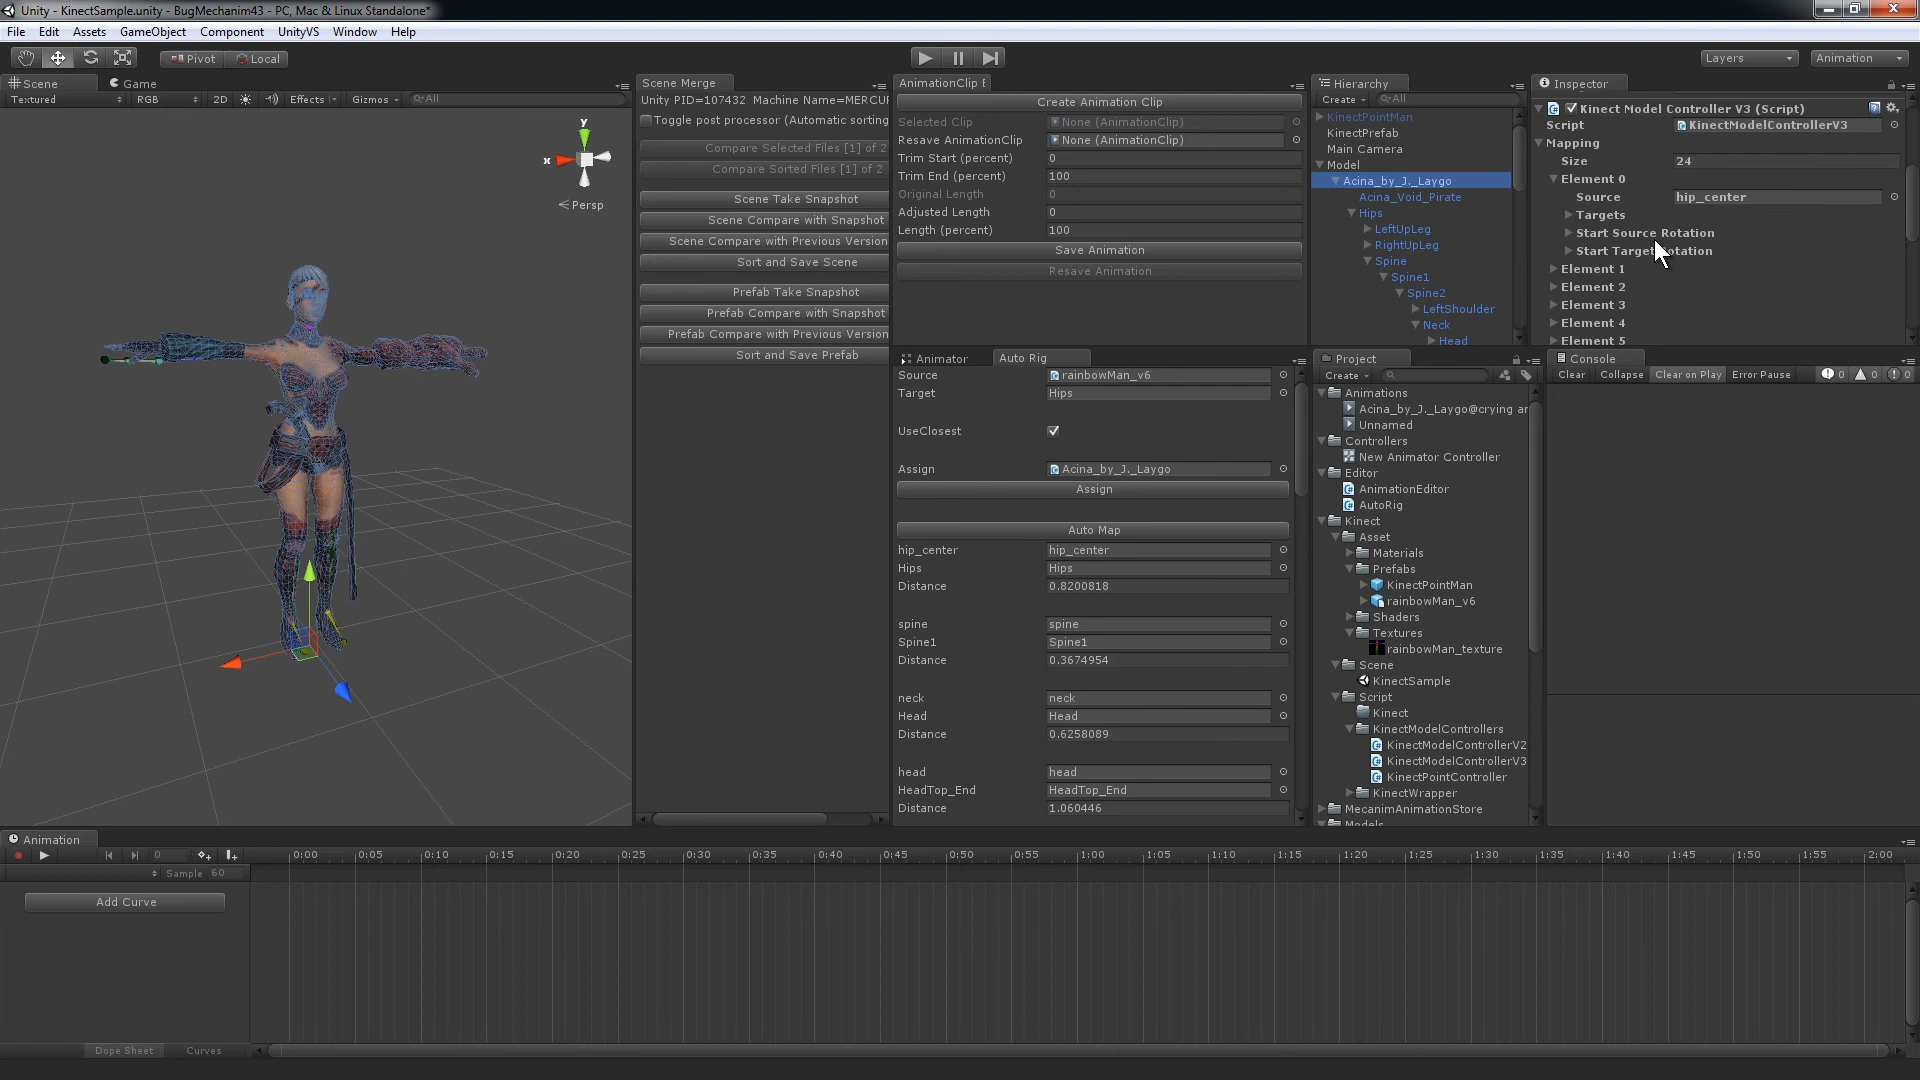 Unity - KinectSample.unity - BugMechanim43 - PC, Mac & Linux Standalone*
File Edit Assets GameObject Component UnityVS Window Help
Pivot Local
Layers
Animation
Scene
Game
Textured RGB 2D Effects Gizmos All
y
x
Persp
Scene Merge
Unity PID=107432 Machine Name=MERCUR
Toggle post processor (Automatic sorting
Compare Selected Files [1] of 2
Compare Sorted Files [1] of 2
Scene Take Snapshot
Scene Compare with Snapshot
Scene Compare with Previous Version
Sort and Save Scene
Prefab Take Snapshot
Prefab Compare with Snapshot
Prefab Compare with Previous Version
Sort and Save Prefab
AnimationClip E
Create Animation Clip
Selected Clip None (AnimationClip)
Resave AnimationClip None (AnimationClip)
Trim Start (percent) 0
Trim End (percent) 100
Original Length 0
Adjusted Length 0
Length (percent) 100
Save Animation
Resave Animation
Animator
Auto Rig
Source rainbowMan_v6
Target Hips
UseClosest
Assign Acina_by_J._Laygo
Assign
Auto Map
hip_center hip_center
Hips Hips
Distance 0.8200818
spine spine
Spine1 Spine1
Distance 0.3674954
neck neck
Head Head
Distance 0.6258089
head head
HeadTop_End HeadTop_End
Distance 1.060446
Hierarchy
Create All
KinectPointMan
KinectPrefab
Main Camera
Model
Acina_by_J._Laygo
Acina_Void_Pirate
Hips
LeftUpLeg
RightUpLeg
Spine
Spine1
Spine2
LeftShoulder
Neck
Head
Project
Create
Animations
Acina_by_J._Laygo@crying ar
Unnamed
Controllers
New Animator Controller
Editor
AnimationEditor
AutoRig
Kinect
Asset
Materials
Prefabs
KinectPointMan
rainbowMan_v6
Shaders
Textures
rainbowMan_texture
Scene
KinectSample
Script
Kinect
KinectModelControllers
KinectModelControllerV2
KinectModelControllerV3
KinectPointController
KinectWrapper
MecanimAnimationStore
Models
Inspector
Kinect Model Controller V3 (Script)
Script KinectModelControllerV3
Mapping
Size 24
Element 0
Source hip_center
Targets
Start Source Rotation
Start Target Rotation
Element 1
Element 2
Element 3
Element 4
Element 5
Console
Clear Collapse Clear on Play Error Pause 0 0 0
Animation
0 0:00 0:05 0:10 0:15 0:20 0:25 0:30 0:35 0:40 0:45 0:50 0:55 1:00 1:05 1:10 1:15 1:20 1:25 1:30 1:35 1:40 1:45 1:50 1:55 2:00
Sample 60
Add Curve
Dope Sheet Curves